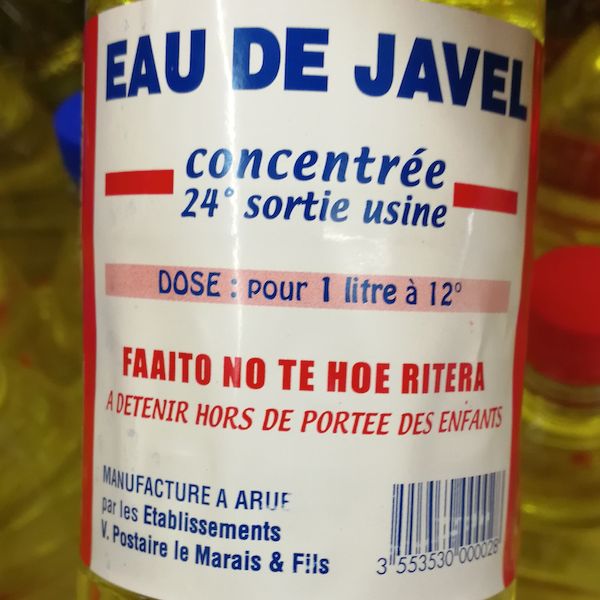 EAU DE JAVEL
concentrée
24° sortie usine
DOSE : pour 1 litre à 12°
FAAITO NO TE HOE RITERA
A DETENIR HORS DE PORTEE DES ENFANTS
MANUFACTURE A ARUE
par les Etablissements
V. Postaire le Marais & Fils
3 553530 000028